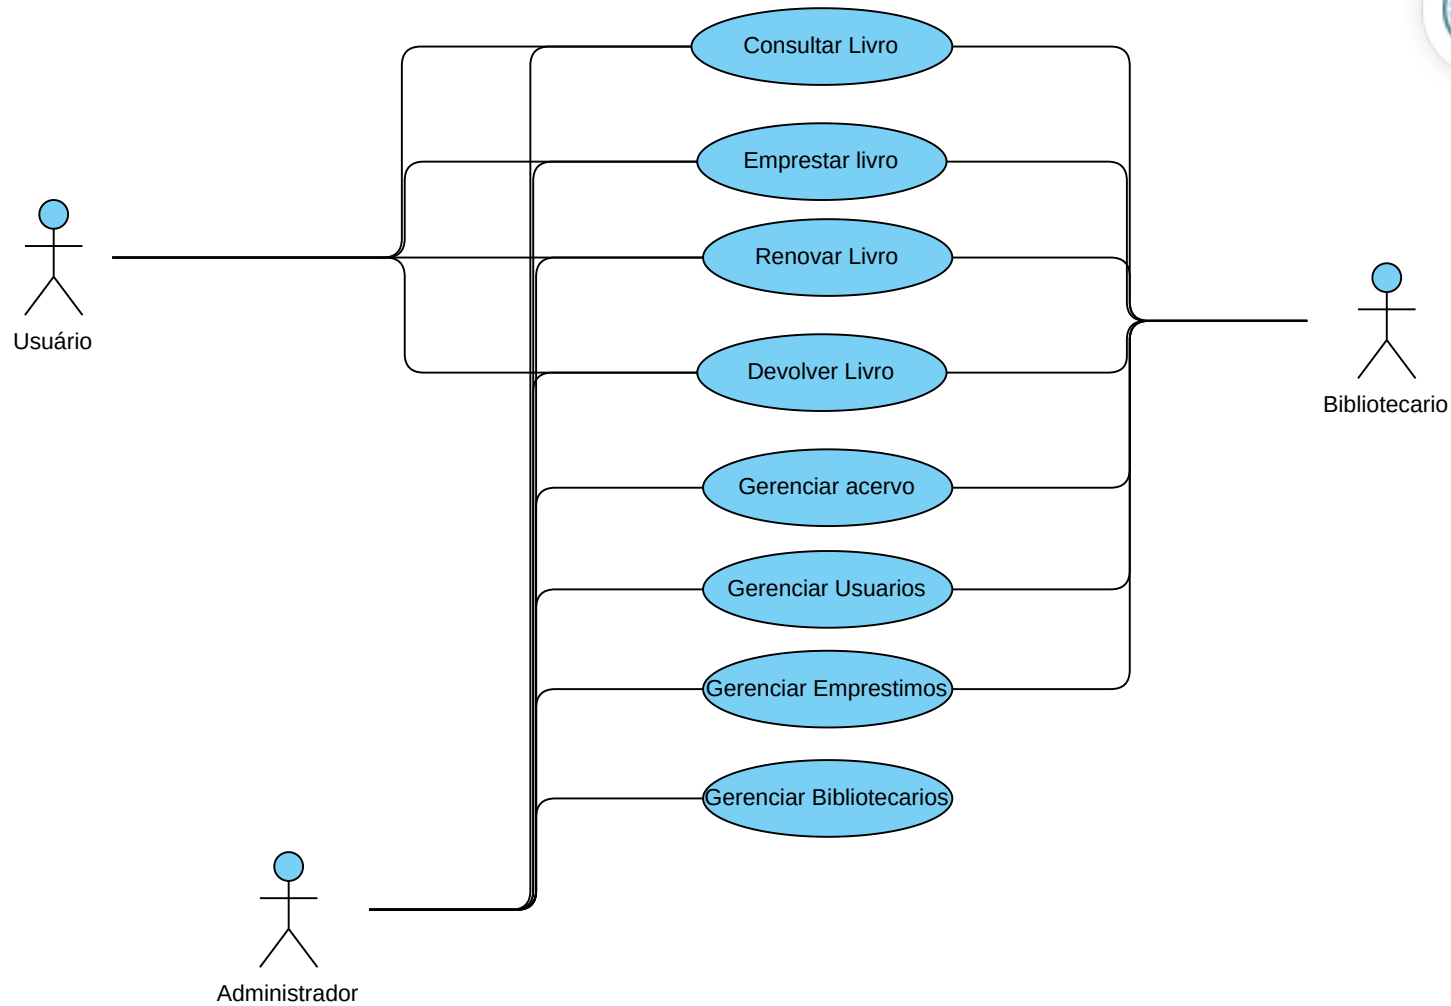 Consultar Livro
Emprestar livro
Renovar Livro
Usuário
Devolver Livro
Bibliotecario
Gerenciar acervo
Gerenciar Usuarios
Gerenciar Emprestimos
Gerenciar Bibliotecarios
Administrador